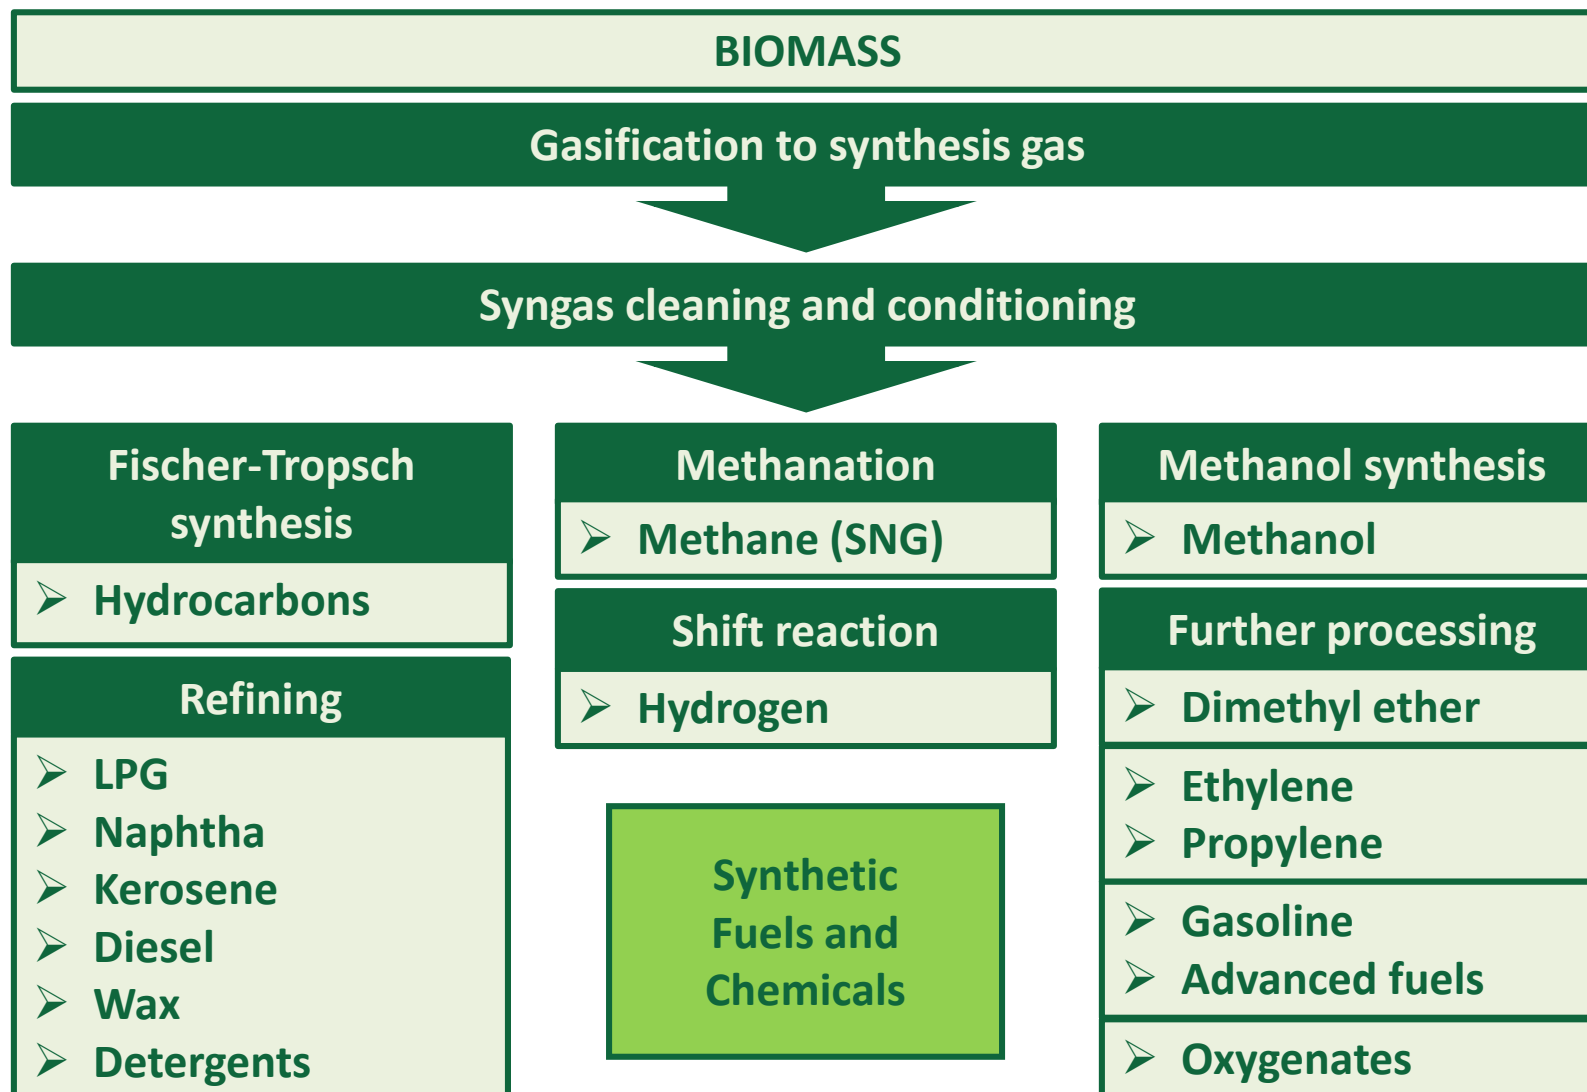 BIOMASS
Gasification to synthesis gas
Syngas cleaning and conditioning
Fischer-Tropsch
synthesis
➢ Hydrocarbons
Refining
➢ LPG
➢ Naphtha
➢ Kerosene
➢ Diesel
➢ Wax
➢ Detergents
Methanation
➢ Methane (SNG)
Shift reaction
➢ Hydrogen
Synthetic
Fuels and
Chemicals
Methanol synthesis
➢ Methanol
Further processing
➢ Dimethyl ether
➢ Ethylene
➢ Propylene
➢ Gasoline
➢ Advanced fuels
➢ Oxygenates